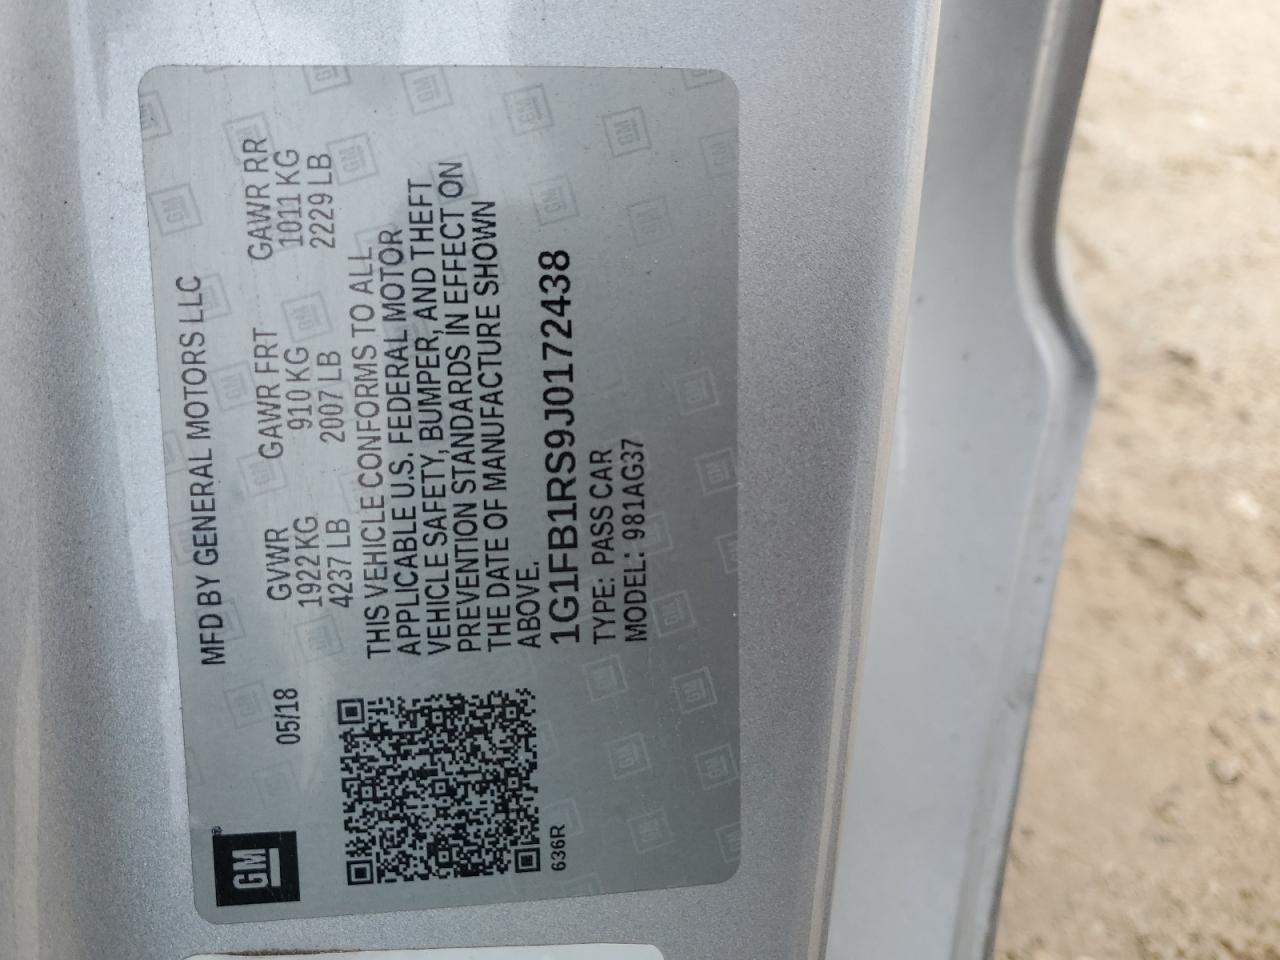 GM
MFD BY GENERAL MOTORS LLC
05/18
GVWR GAWR FRT GAWR RR
1922 KG 910 KG 1011 KG
4237 LB 2007 LB 2229 LB
THIS VEHICLE CONFORMS TO ALL
APPLICABLE U.S. FEDERAL MOTOR
VEHICLE SAFETY, BUMPER, AND THEFT
PREVENTION STANDARDS IN EFFECT ON
THE DATE OF MANUFACTURE SHOWN
ABOVE.
1G1FB1RS9J0172438
TYPE: PASS CAR
MODEL: 981AG37
636R